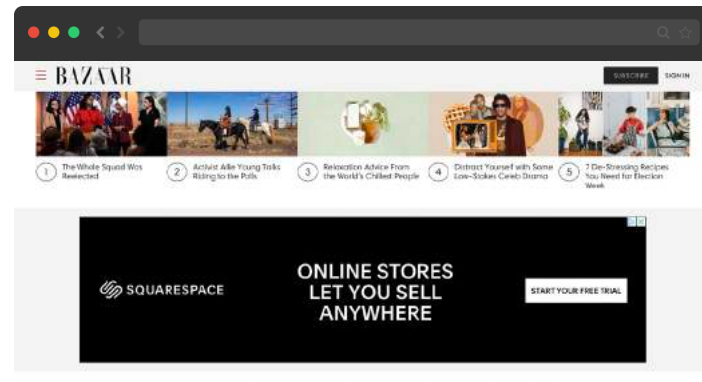 BAZAAR
SUBSCRIBE SIGN IN
1 The Whole Squad Was
Reelected
2 Activist Allie Young Talks
Riding to the Polls
3 Relaxation Advice From
the World's Chillest People
4 Distract Yourself with Some
Low-Stakes Celeb Drama
5 7 De-Stressing Recipes
You Need for Election
Week
SQUARESPACE
ONLINE STORES
LET YOU SELL
ANYWHERE
START YOUR FREE TRIAL